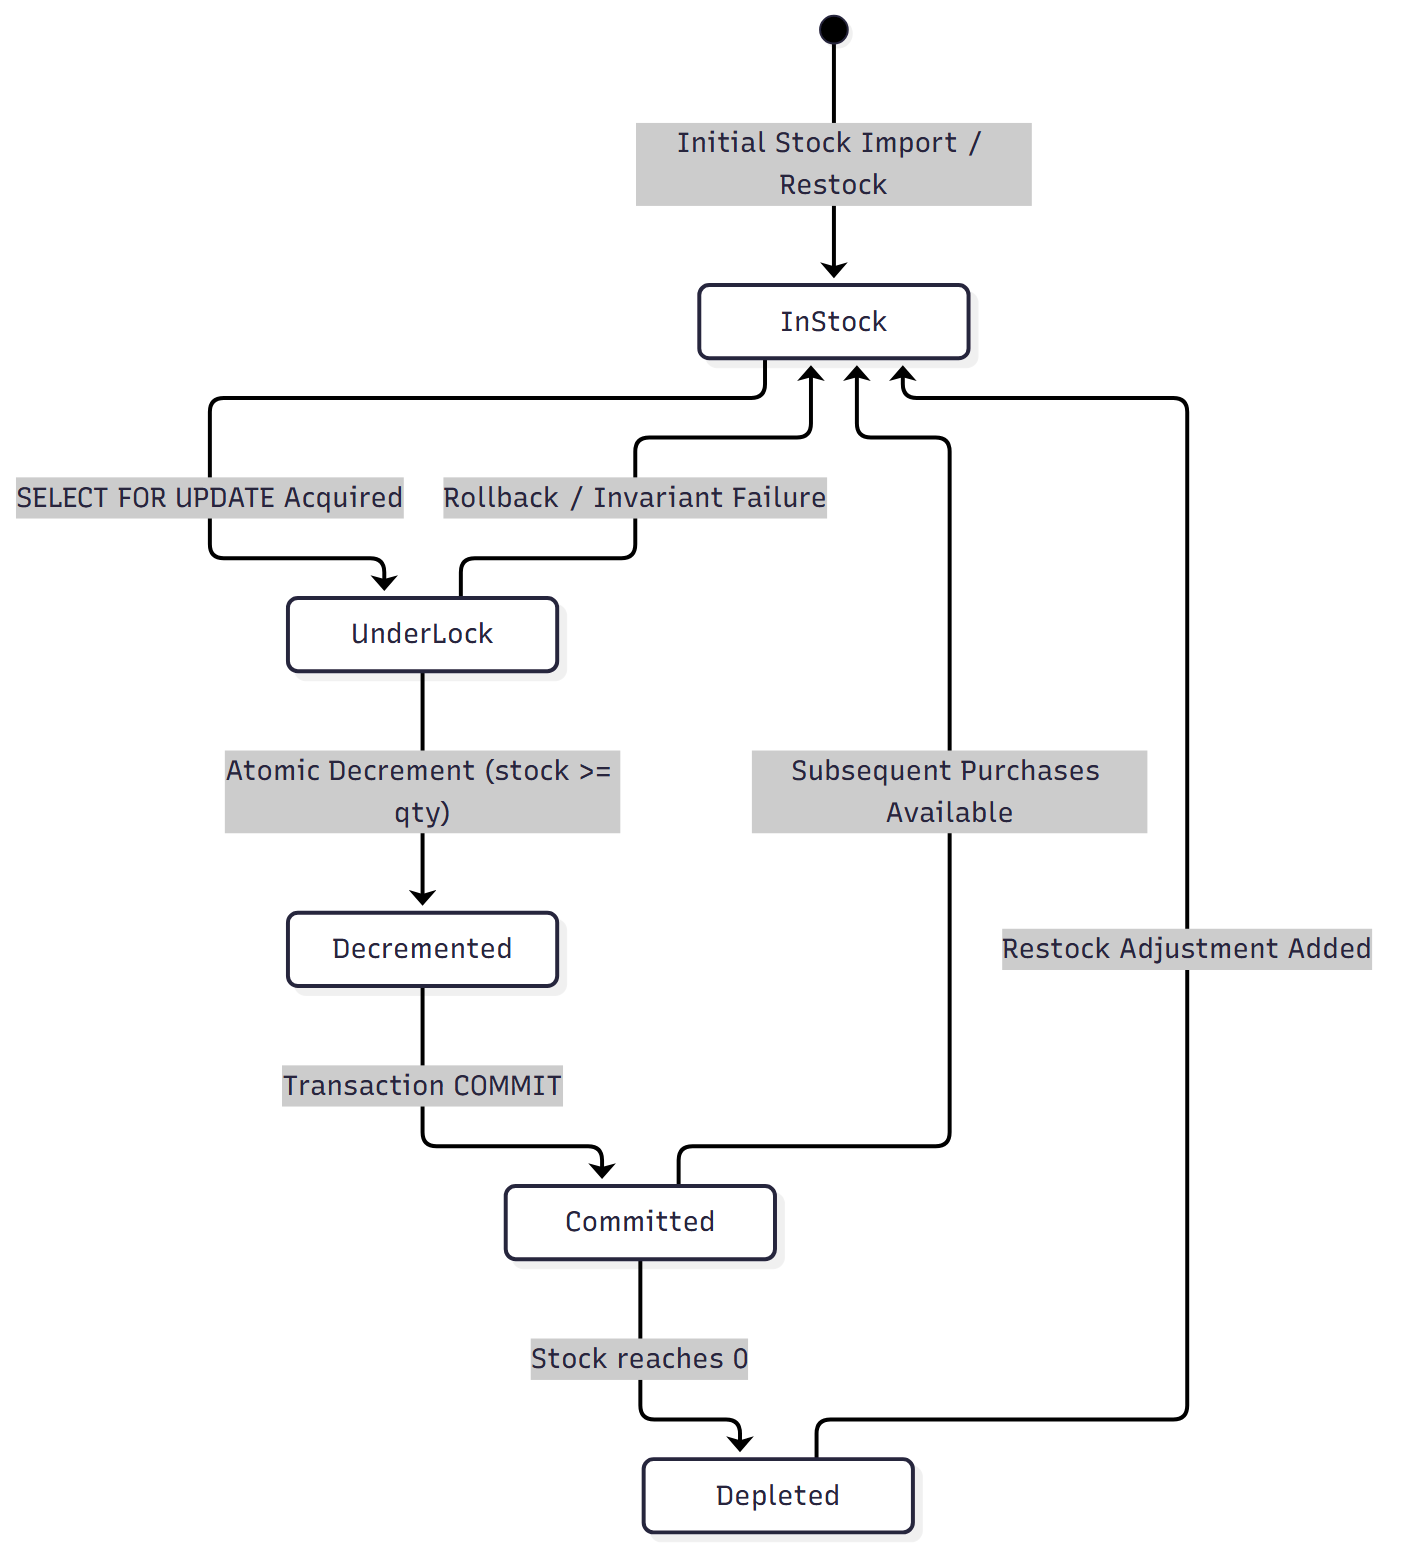 Initial Stock Import /
Restock
InStock
SELECT FOR UPDATE Acquired
Rollback / Invariant Failure
UnderLock
Atomic Decrement (stock >=
qty)
Subsequent Purchases
Available
Decremented
Restock Adjustment Added
Transaction COMMIT
Committed
Stock reaches 0
Depleted